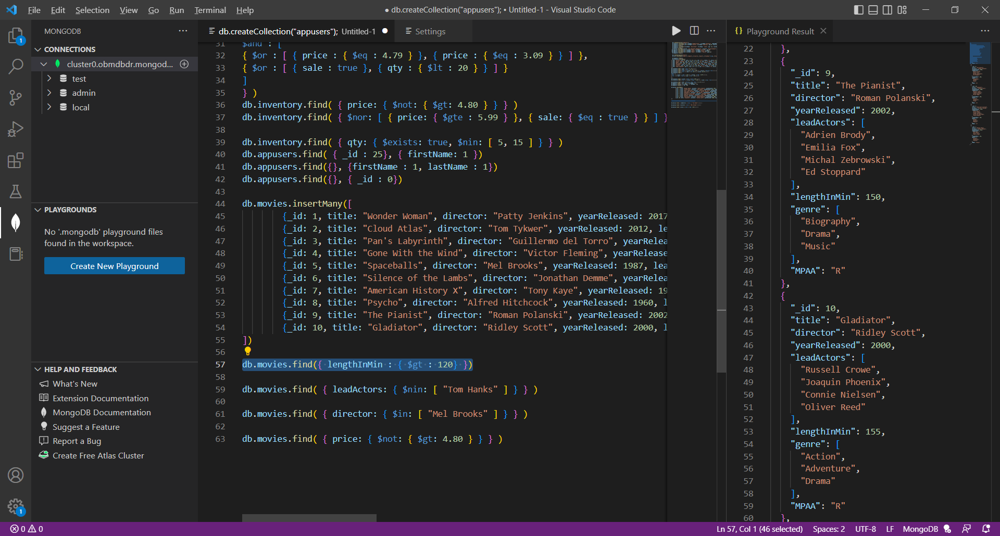 File Edit Selection View Go Run Terminal Help
● db.createCollection("appusers"); • Untitled-1 - Visual Studio Code
MONGODB
CONNECTIONS
cluster0.obmdbdr.mongod...
test
admin
local
PLAYGROUNDS
No '.mongodb' playground files
found in the workspace.
Create New Playground
HELP AND FEEDBACK
What's New
Extension Documentation
MongoDB Documentation
Suggest a Feature
Report a Bug
Create Free Atlas Cluster
1
1
db.createCollection("appusers"); Untitled-1
Settings
31 $and : [
32 { $or : [ { price : { $eq : 4.79 } }, { price : { $eq : 3.09 } } ] },
33 { $or : [ { sale : true }, { qty : { $lt : 20 } } ] }
34 ]
35 } )
36 db.inventory.find( { price: { $not: { $gt: 4.80 } } } )
37 db.inventory.find( { $nor: [ { price: { $gte : 5.99 } }, { sale: { $eq : true } } ] }
38
39 db.inventory.find( { qty: { $exists: true, $nin: [ 5, 15 ] } } )
40 db.appusers.find( { _id : 25}, { firstName: 1 })
41 db.appusers.find({}, {firstName : 1, lastName : 1})
42 db.appusers.find({}, { _id : 0})
43
44 db.movies.insertMany([
45 {_id: 1, title: "Wonder Woman", director: "Patty Jenkins", yearReleased: 2017
46 {_id: 2, title: "Cloud Atlas", director: "Tom Tykwer", yearReleased: 2012, le
47 {_id: 3, title: "Pan's Labyrinth", director: "Guillermo del Torro", yearRelea
48 {_id: 4, title: "Gone With the Wind", director: "Victor Fleming", yearRelease
49 {_id: 5, title: "Spaceballs", director: "Mel Brooks", yearReleased: 1987, lea
50 {_id: 6, title: "Silence of the Lambs", director: "Jonathan Demme", yearRelea
51 {_id: 7, title: "American History X", director: "Tony Kaye", yearReleased: 19
52 {_id: 8, title: "Psycho", director: "Alfred Hitchcock", yearReleased: 1960, l
53 {_id: 9, title: "The Pianist", director: "Roman Polanski", yearReleased: 2002
54 {_id: 10, title: "Gladiator", director: "Ridley Scott", yearReleased: 2000, l
55 ])
56
57 db.movies.find({ lengthInMin : { $gt : 120} })
58
59 db.movies.find( { leadActors: { $nin: [ "Tom Hanks" ] } } )
60
61 db.movies.find( { director: { $in: [ "Mel Brooks" ] } } )
62
63 db.movies.find( { price: { $not: { $gt: 4.80 } } } )
{} Playground Result
22 },
23 {
24 "_id": 9,
25 "title": "The Pianist",
26 "director": "Roman Polanski",
27 "yearReleased": 2002,
28 "leadActors": [
29 "Adrien Brody",
30 "Emilia Fox",
31 "Michal Zebrowski",
32 "Ed Stoppard"
33 ],
34 "lengthInMin": 150,
35 "genre": [
36 "Biography",
37 "Drama",
38 "Music"
39 ],
40 "MPAA": "R"
41 },
42 {
43 "_id": 10,
44 "title": "Gladiator",
45 "director": "Ridley Scott",
46 "yearReleased": 2000,
47 "leadActors": [
48 "Russell Crowe",
49 "Joaquin Phoenix",
50 "Connie Nielsen",
51 "Oliver Reed"
52 ],
53 "lengthInMin": 155,
54 "genre": [
55 "Action",
56 "Adventure",
57 "Drama"
58 ],
59 "MPAA": "R"
60 },
0 0
Ln 57, Col 1 (46 selected) Spaces: 2 UTF-8 LF MongoDB